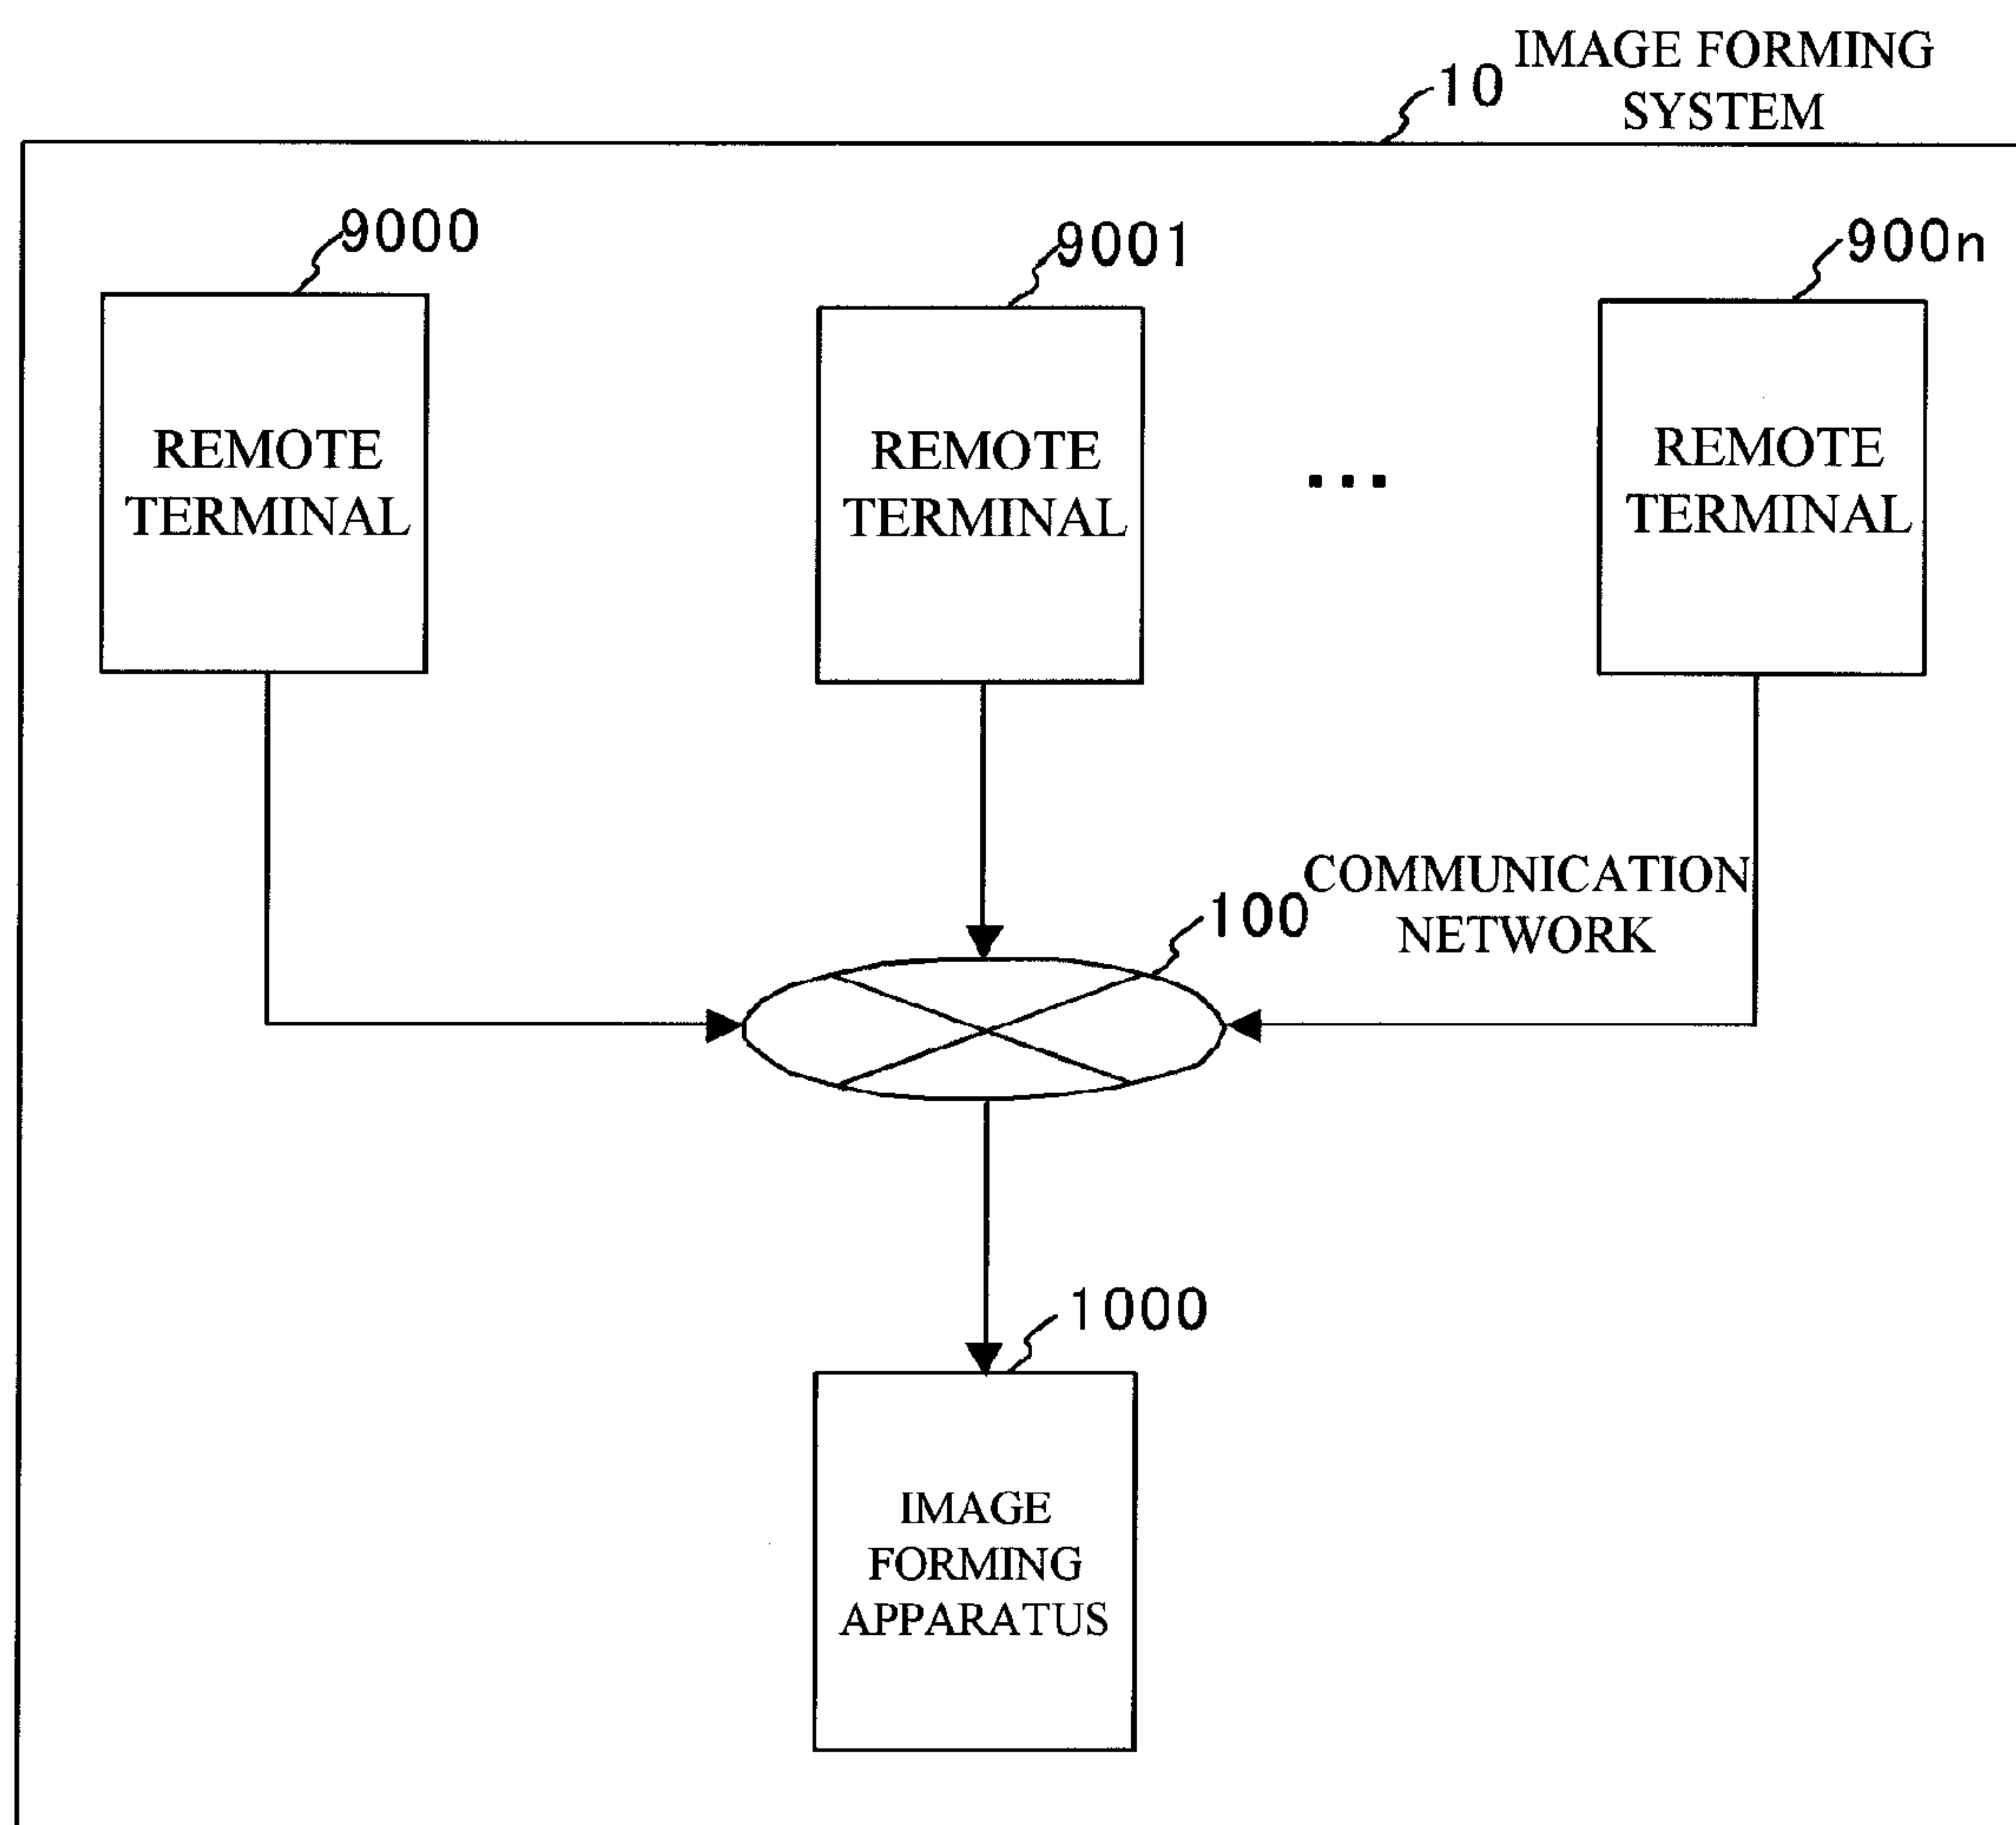 10 IMAGE FORMING
SYSTEM
9000
9001
900n
REMOTE
TERMINAL
REMOTE
TERMINAL
...
REMOTE
TERMINAL
100 COMMUNICATION
NETWORK
1000
IMAGE
FORMING
APPARATUS